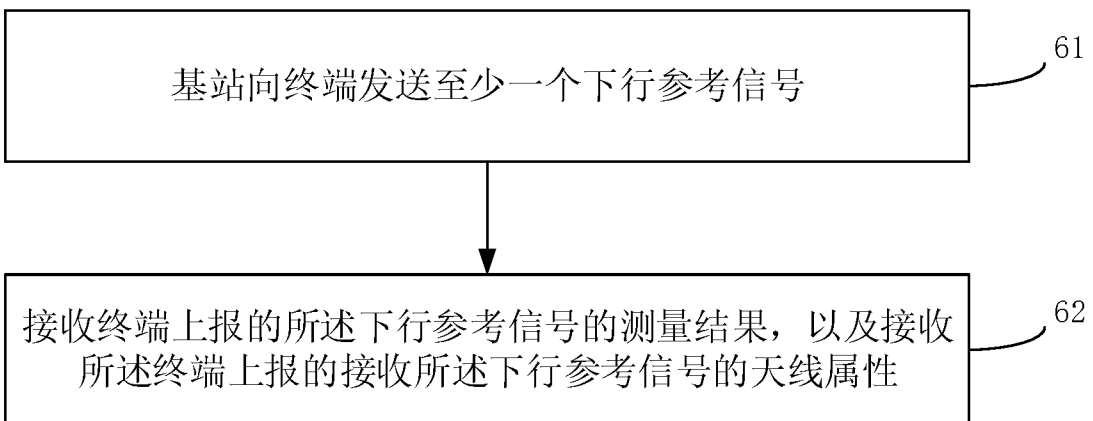 基站向终端发送至少一个下行参考信号
61
接收终端上报的所述下行参考信号的测量结果，以及接收
所述终端上报的接收所述下行参考信号的天线属性
62